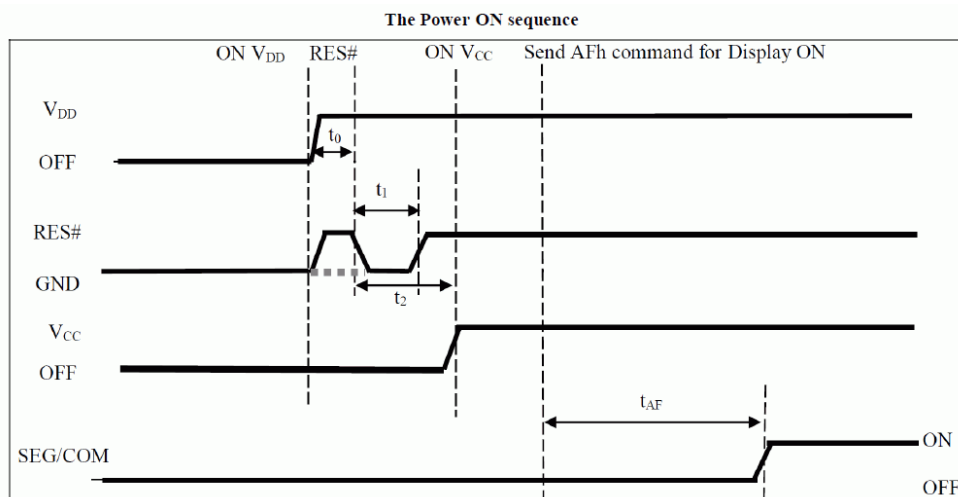 The Power ON sequence
ON VDD RES# ON VCC Send AFh command for Display ON
VDD
t0
OFF
t1
RES#
GND
t2
VCC
OFF
tAF
ON
SEG/COM
OFF